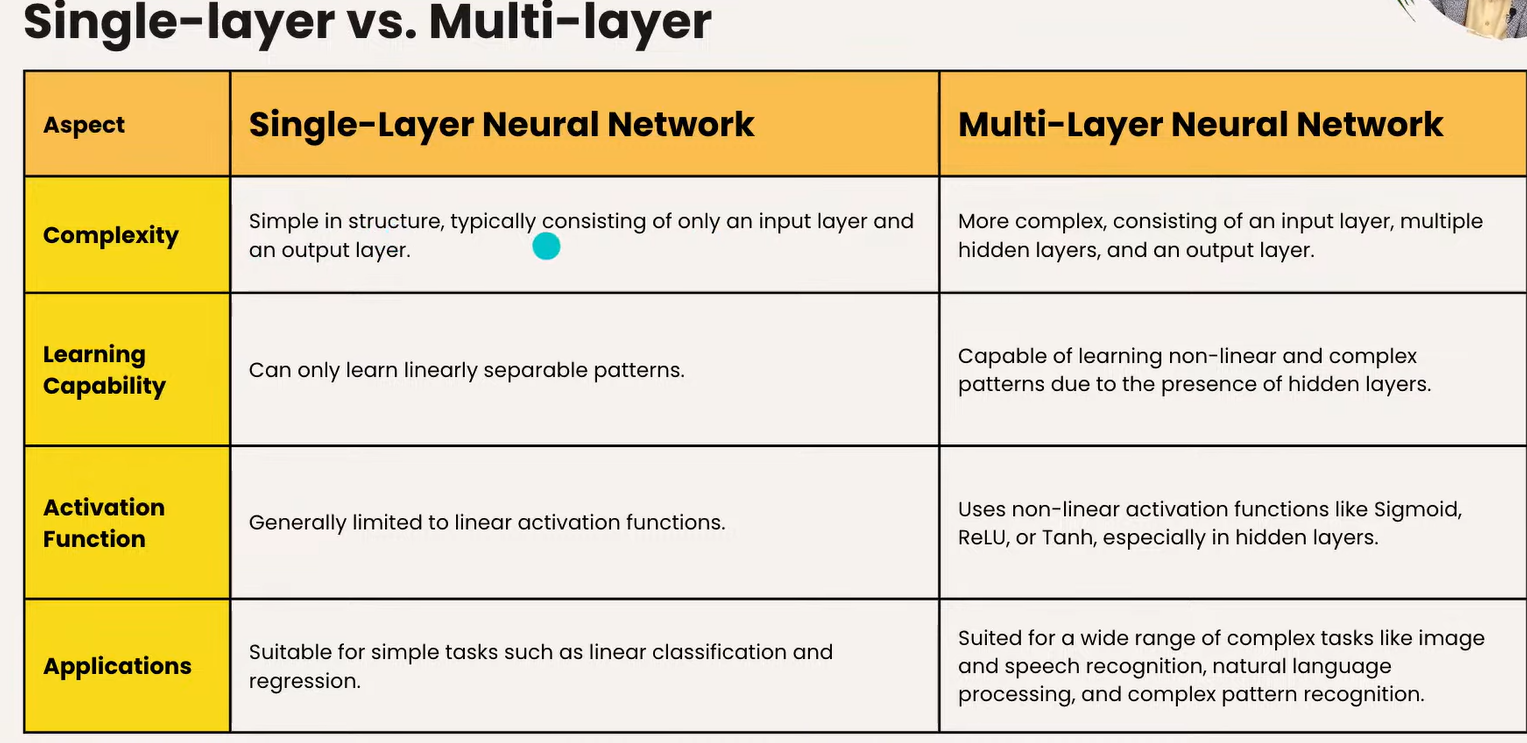 Single-layer vs. Multi-layer
Aspect
Single-Layer Neural Network
Multi-Layer Neural Network
Complexity
Simple in structure, typically consisting of only an input layer and
an output layer.
More complex, consisting of an input layer, multiple
hidden layers, and an output layer.
Learning
Capability
Can only learn linearly separable patterns.
Capable of learning non-linear and complex
patterns due to the presence of hidden layers.
Activation
Function
Generally limited to linear activation functions.
Uses non-linear activation functions like Sigmoid,
ReLU, or Tanh, especially in hidden layers.
Applications
Suitable for simple tasks such as linear classification and
regression.
Suited for a wide range of complex tasks like image
and speech recognition, natural language
processing, and complex pattern recognition.